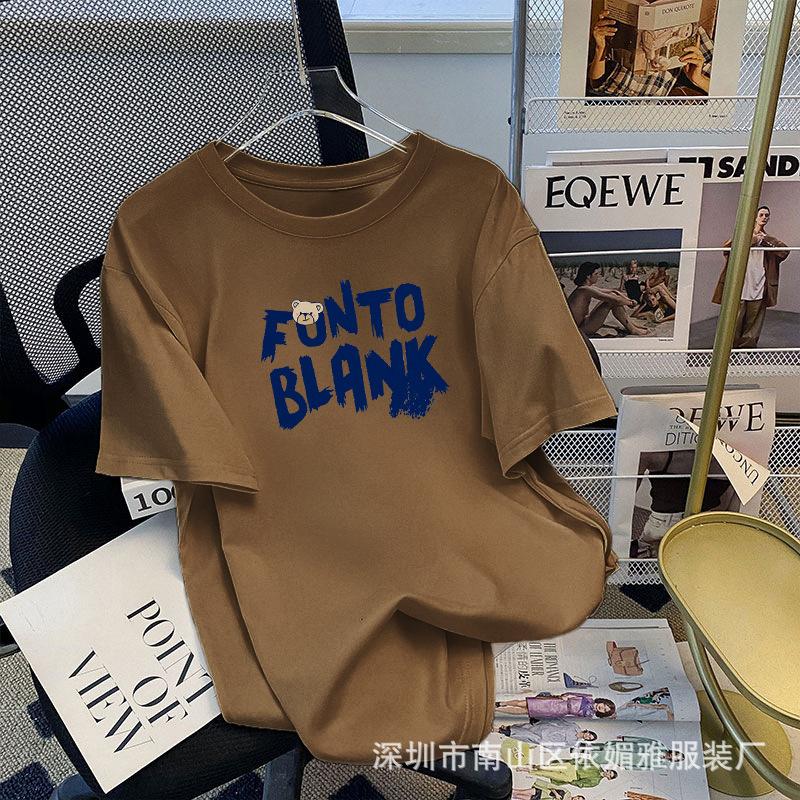 DON QUIXOTE
EQEWE
SAND
FUNTO
BLANK
DITIO
UNCO
100
POINT
OF
VIEW
深圳市南山区依媚雅服装厂